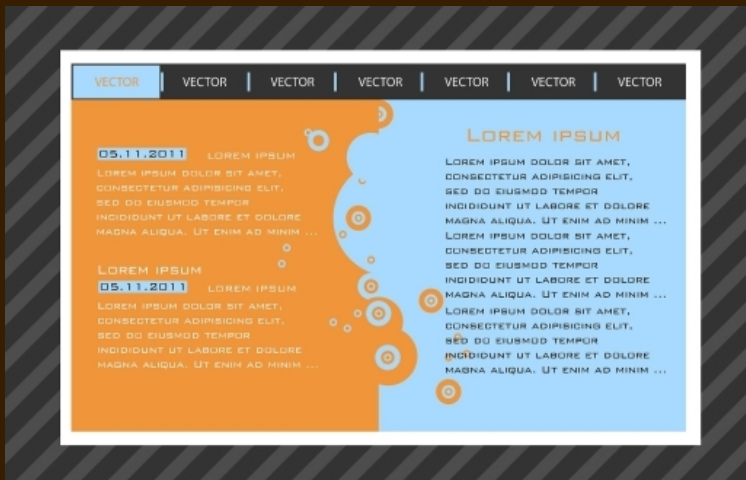 VECTOR VECTOR VECTOR VECTOR VECTOR VECTOR VECTOR
05.11.2011 LOREM IPSUM
LOREM IPSUM DOLOR SIT AMET,
CONSECTETUR ADIPISICING ELIT,
SED DO EIUSMOD TEMPOR
INCIDIDUNT UT LABORE ET DOLORE
MAGNA ALIQUA. UT ENIM AD MINIM ...
LOREM IPSUM
05.11.2011 LOREM IPSUM
LOREM IPSUM DOLOR SIT AMET,
CONSECTETUR ADIPISICING ELIT,
SED DO EIUSMOD TEMPOR
INCIDIDUNT UT LABORE ET DOLORE
MAGNA ALIQUA. UT ENIM AD MINIM ...
LOREM IPSUM
LOREM IPSUM DOLOR SIT AMET,
CONSECTETUR ADIPISICING ELIT,
SED DO EIUSMOD TEMPOR
INCIDIDUNT UT LABORE ET DOLORE
MAGNA ALIQUA. UT ENIM AD MINIM ...
LOREM IPSUM DOLOR SIT AMET,
CONSECTETUR ADIPISICING ELIT,
SED DO EIUSMOD TEMPOR
INCIDIDUNT UT LABORE ET DOLORE
MAGNA ALIQUA. UT ENIM AD MINIM ...
LOREM IPSUM DOLOR SIT AMET,
CONSECTETUR ADIPISICING ELIT,
SED DO EIUSMOD TEMPOR
INCIDIDUNT UT LABORE ET DOLORE
MAGNA ALIQUA. UT ENIM AD MINIM ...